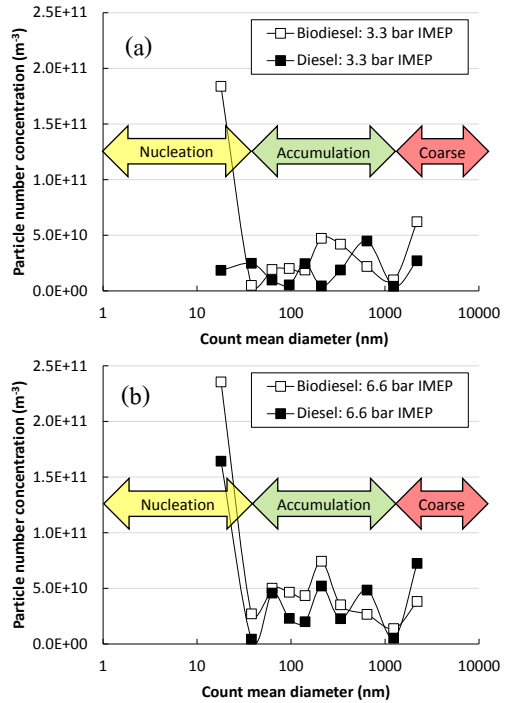 (a)
Biodiesel: 3.3 bar IMEP
Diesel: 3.3 bar IMEP
Particle number concentration (m⁻³)
2.5E+11
2.0E+11
1.5E+11
1.0E+11
5.0E+10
0.0E+00
Nucleation Accumulation Coarse
1 10 100 1000 10000
Count mean diameter (nm)
(b)
Biodiesel: 6.6 bar IMEP
Diesel: 6.6 bar IMEP
Particle number concentration (m⁻³)
2.5E+11
2.0E+11
1.5E+11
1.0E+11
5.0E+10
0.0E+00
Nucleation Accumulation Coarse
1 10 100 1000 10000
Count mean diameter (nm)